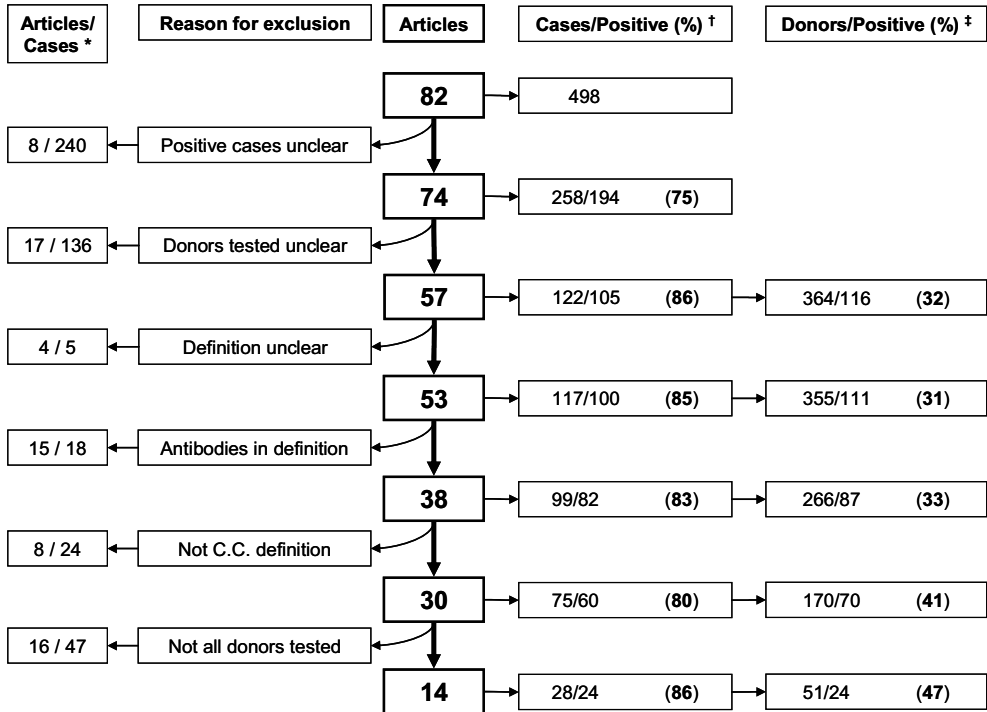 Articles/
Cases *
Reason for exclusion
Articles
Cases/Positive (%) †
Donors/Positive (%) ‡
82
498
8 / 240
Positive cases unclear
74
258/194 (75)
17 / 136
Donors tested unclear
57
122/105 (86)
364/116 (32)
4 / 5
Definition unclear
53
117/100 (85)
355/111 (31)
15 / 18
Antibodies in definition
38
99/82 (83)
266/87 (33)
8 / 24
Not C.C. definition
30
75/60 (80)
170/70 (41)
16 / 47
Not all donors tested
14
28/24 (86)
51/24 (47)